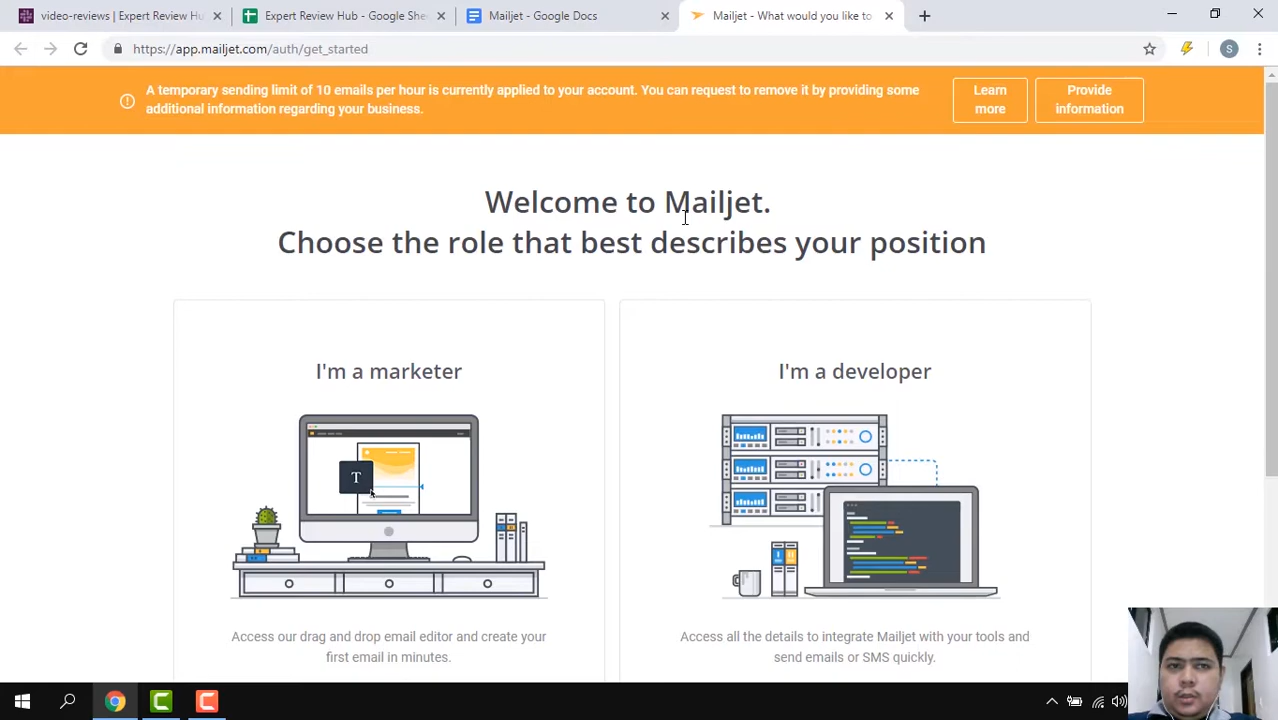 video-reviews | Expert Review Hu
Expert Review Hub - Google Shee
Mailjet - Google Docs
Mailjet - What would you like to
https://app.mailjet.com/auth/get_started
S
A temporary sending limit of 10 emails per hour is currently applied to your account. You can request to remove it by providing some
additional information regarding your business.
Learn
more
Provide
information
Welcome to Mailjet.
Choose the role that best describes your position
I'm a marketer
I'm a developer
T
Access our drag and drop email editor and create your
first email in minutes.
Access all the details to integrate Mailjet with your tools and
send emails or SMS quickly.